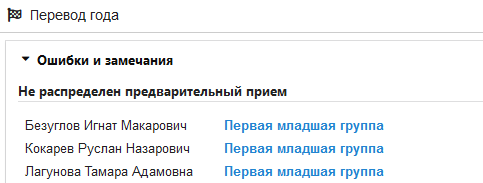 Перевод года
Ошибки и замечания
Не распределен предварительный прием
Безуглов Игнат Макарович Первая младшая группа
Кокарев Руслан Назарович Первая младшая группа
Лагунова Тамара Адамовна Первая младшая группа